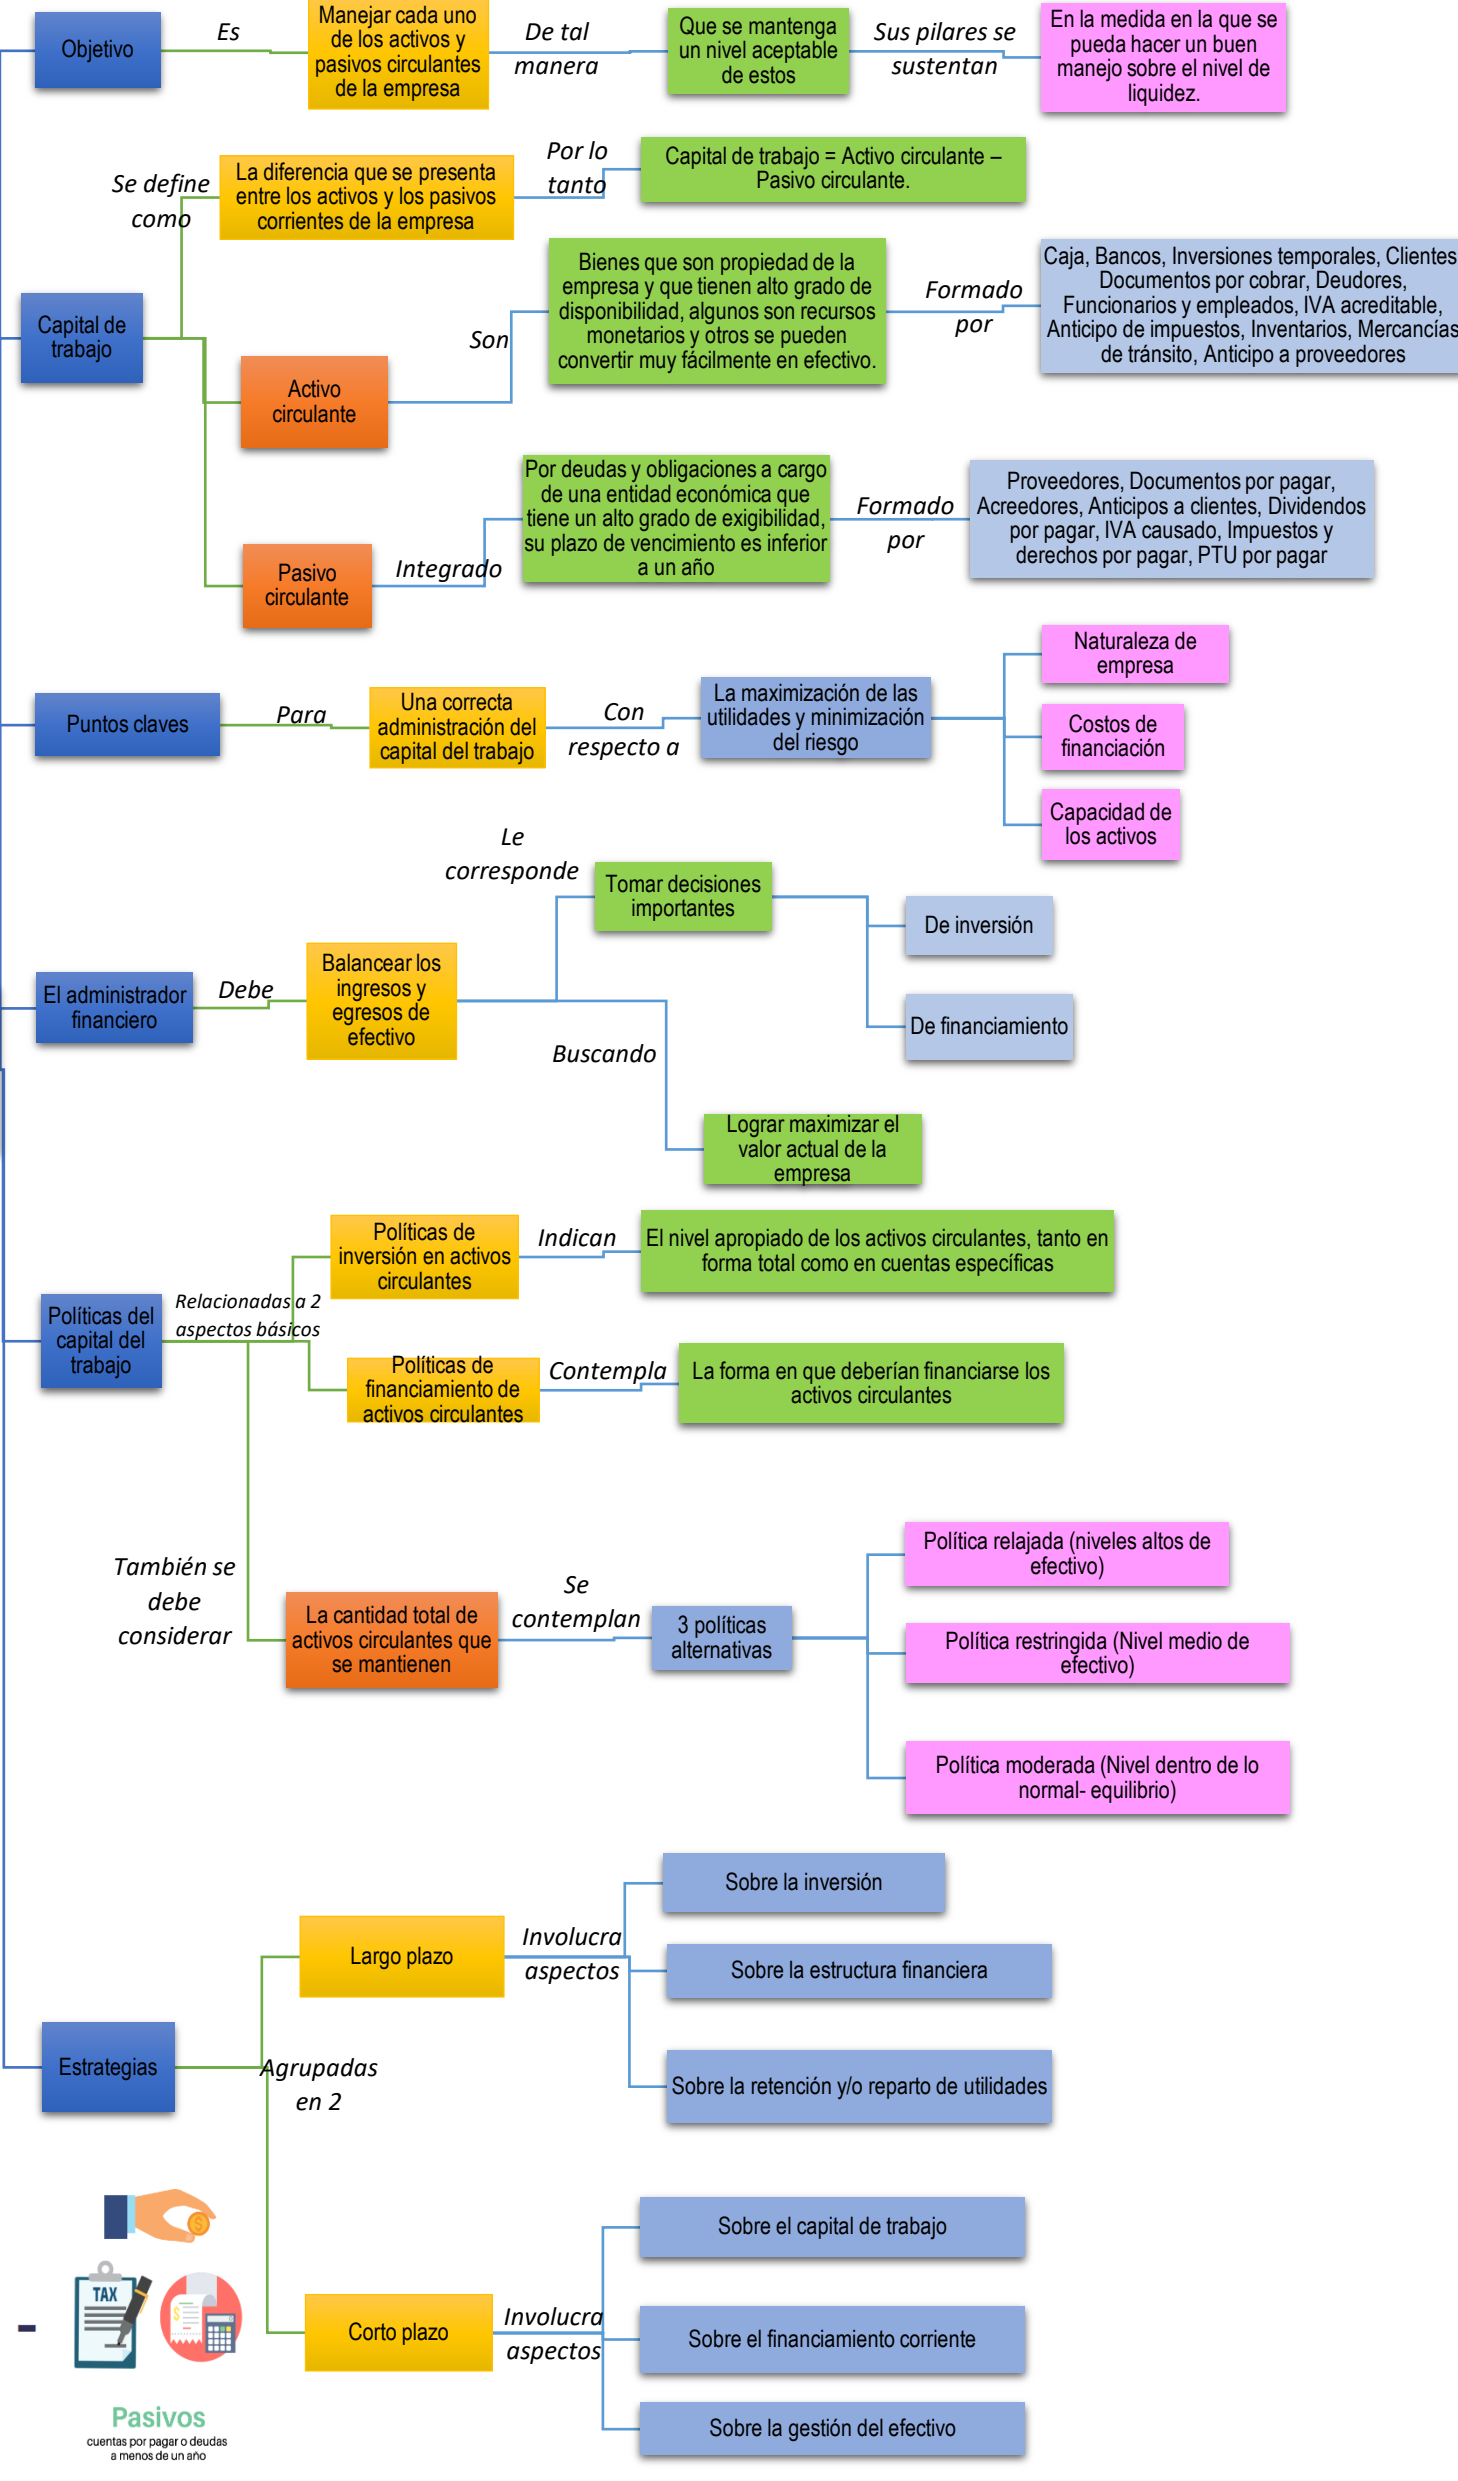 Objetivo
Es
Manejar cada uno
de los activos y
pasivos circulantes
de la empresa
De tal
manera
Que se mantenga
un nivel aceptable
de estos
Sus pilares se
sustentan
En la medida en la que se
pueda hacer un buen
manejo sobre el nivel de
liquidez.
Capital de
trabajo
Se define
como
La diferencia que se presenta
entre los activos y los pasivos
corrientes de la empresa
Por lo
tanto
Capital de trabajo = Activo circulante –
Pasivo circulante.
Activo
circulante
Son
Bienes que son propiedad de la
empresa y que tienen alto grado de
disponibilidad, algunos son recursos
monetarios y otros se pueden
convertir muy fácilmente en efectivo.
Formado
por
Caja, Bancos, Inversiones temporales, Clientes
Documentos por cobrar, Deudores,
Funcionarios y empleados, IVA acreditable,
Anticipo de impuestos, Inventarios, Mercancías
de tránsito, Anticipo a proveedores
Pasivo
circulante
Integrado
Por deudas y obligaciones a cargo
de una entidad económica que
tiene un alto grado de exigibilidad,
su plazo de vencimiento es inferior
a un año
Formado
por
Proveedores, Documentos por pagar,
Acreedores, Anticipos a clientes, Dividendos
por pagar, IVA causado, Impuestos y
derechos por pagar, PTU por pagar
Puntos claves
Para
Una correcta
administración del
capital del trabajo
Con
respecto a
La maximización de las
utilidades y minimización
del riesgo
Naturaleza de
empresa
Costos de
financiación
Capacidad de
los activos
El administrador
financiero
Debe
Balancear los
ingresos y
egresos de
efectivo
Le
corresponde
Tomar decisiones
importantes
De inversión
De financiamiento
Buscando
Lograr maximizar el
valor actual de la
empresa
Políticas del
capital del
trabajo
Relacionadas a 2
aspectos básicos
Políticas de
inversión en activos
circulantes
Indican
El nivel apropiado de los activos circulantes, tanto en
forma total como en cuentas específicas
Políticas de
financiamiento de
activos circulantes
Contempla
La forma en que deberían financiarse los
activos circulantes
También se
debe
considerar
La cantidad total de
activos circulantes que
se mantienen
Se
contemplan
3 políticas
alternativas
Política relajada (niveles altos de
efectivo)
Política restringida (Nivel medio de
efectivo)
Política moderada (Nivel dentro de lo
normal- equilibrio)
Estrategias
Agrupadas
en 2
Largo plazo
Involucra
aspectos
Sobre la inversión
Sobre la estructura financiera
Sobre la retención y/o reparto de utilidades
Corto plazo
Involucra
aspectos
Sobre el capital de trabajo
Sobre el financiamiento corriente
Sobre la gestión del efectivo
$
TAX
$
-
Pasivos
cuentas por pagar o deudas
a menos de un año